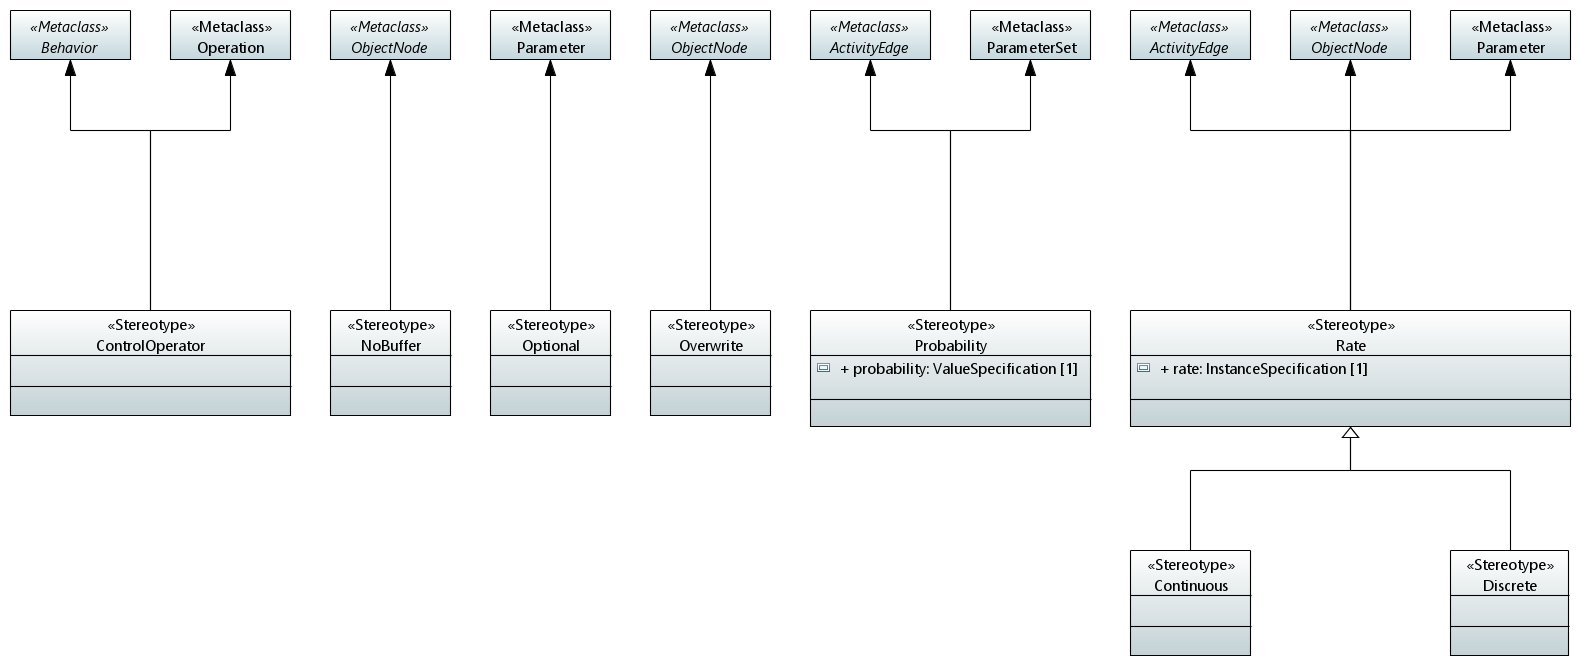 «Metaclass»
Behavior
«Metaclass»
Operation
«Metaclass»
ObjectNode
«Metaclass»
Parameter
«Metaclass»
ObjectNode
«Metaclass»
ActivityEdge
«Metaclass»
ParameterSet
«Metaclass»
ActivityEdge
«Metaclass»
ObjectNode
«Metaclass»
Parameter
«Stereotype»
ControlOperator
«Stereotype»
NoBuffer
«Stereotype»
Optional
«Stereotype»
Overwrite
«Stereotype»
Probability
+ probability: ValueSpecification [1]
«Stereotype»
Rate
+ rate: InstanceSpecification [1]
«Stereotype»
Continuous
«Stereotype»
Discrete